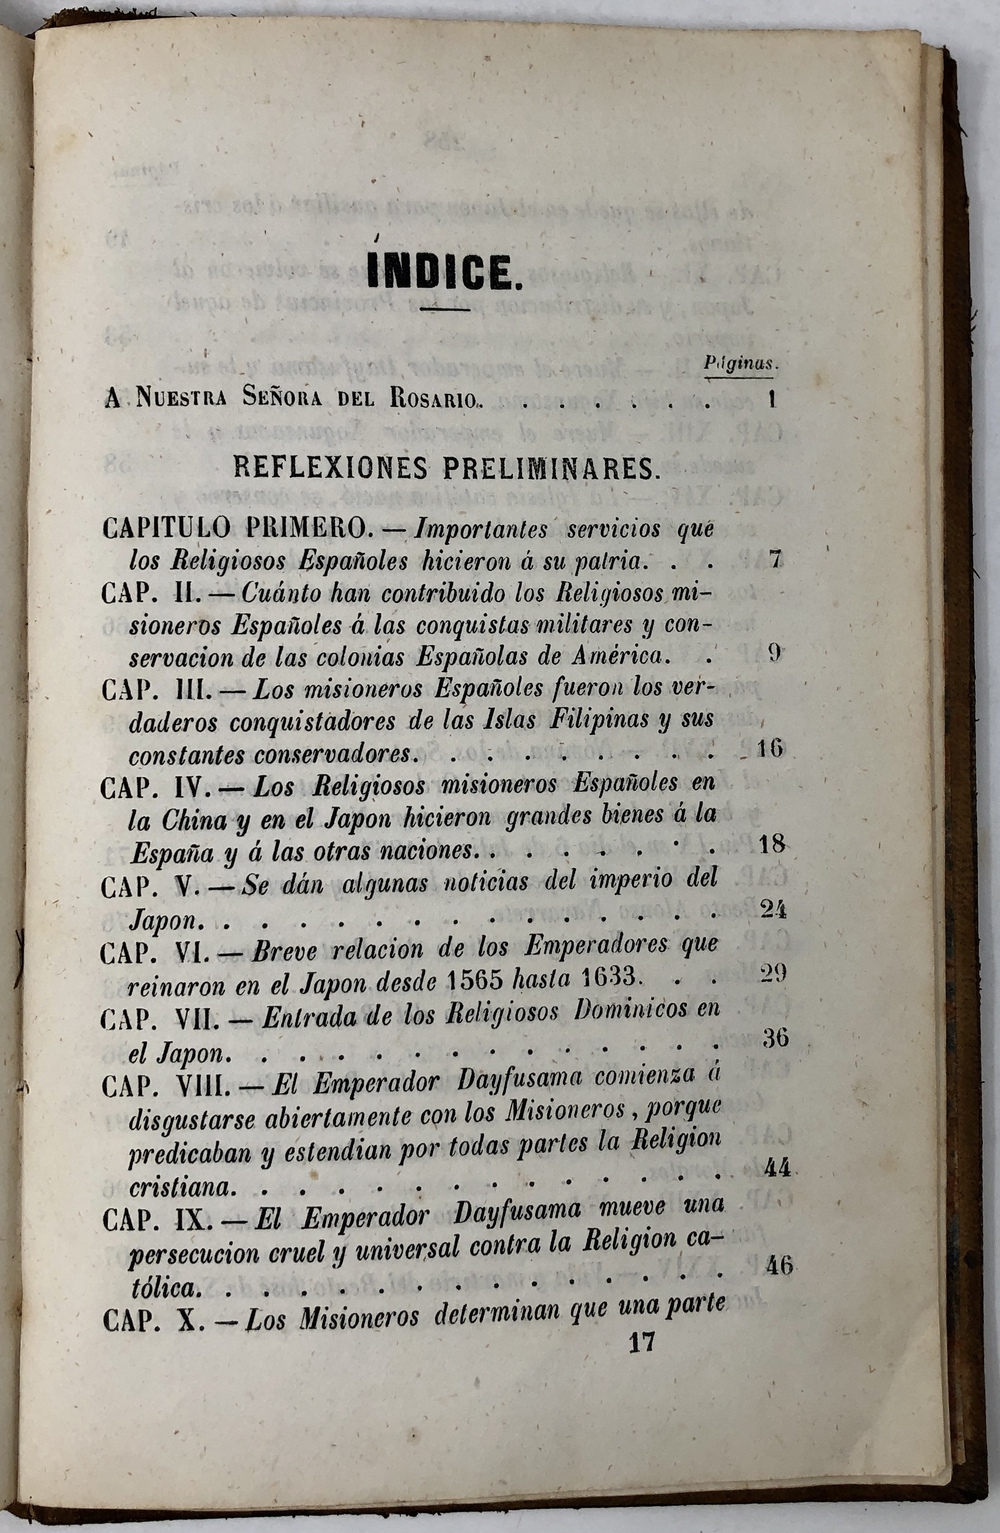 ÍNDICE.
Páginas.
A NUESTRA SEÑORA DEL ROSARIO. . . . . . . . 1
REFLEXIONES PRELIMINARES.
CAPITULO PRIMERO. — Importantes servicios que
los Religiosos Españoles hicieron á su patria. . . 7
CAP. II. — Cuánto han contribuido los Religiosos mi-
sioneros Españoles á las conquistas militares y con-
servacion de las colonias Españolas de América. . 9
CAP. III. — Los misioneros Españoles fueron los ver-
daderos conquistadores de las Islas Filipinas y sus
constantes conservadores. . . . . . . . . . 16
CAP. IV. — Los Religiosos misioneros Españoles en
la China y en el Japon hicieron grandes bienes á la
España y á las otras naciones. . . . . . . . 18
CAP. V. — Se dán algunas noticias del imperio del
Japon. . . . . . . . . . . . . . . 24
CAP. VI. — Breve relacion de los Emperadores que
reinaron en el Japon desde 1565 hasta 1633. . . 29
CAP. VII. — Entrada de los Religiosos Dominicos en
el Japon. . . . . . . . . . . . . . 36
CAP. VIII. — El Emperador Dayfusama comienza á
disgustarse abiertamente con los Misioneros, porque
predicaban y estendian por todas partes la Religion
cristiana. . . . . . . . . . . . . . 44
CAP. IX. — El Emperador Dayfusama mueve una
persecucion cruel y universal contra la Religion ca-
tólica. . . . . . . . . . . . . . . 46
CAP. X. — Los Misioneros determinan que una parte
17